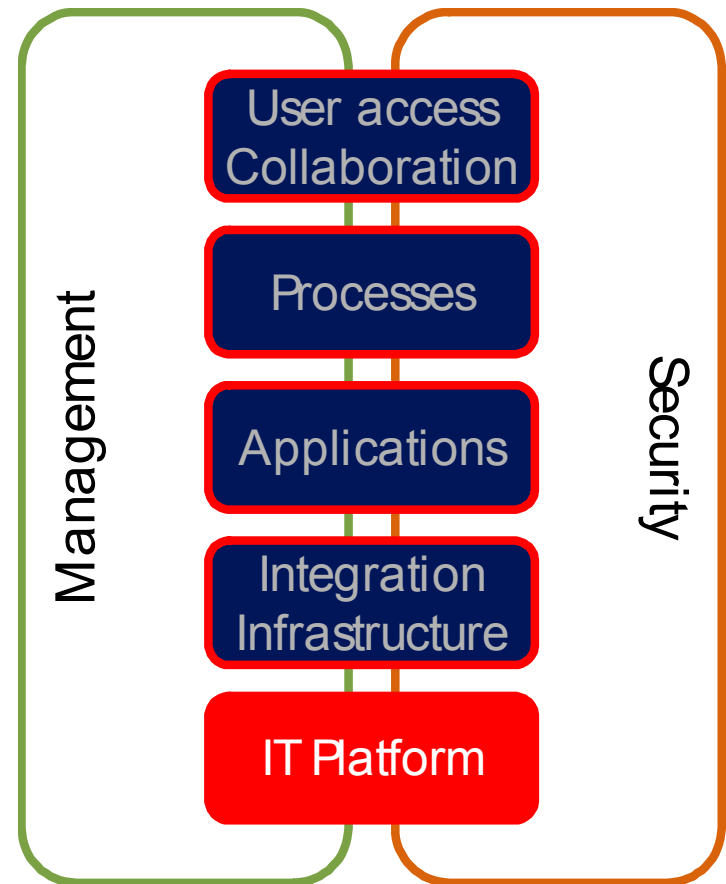 User access
Collaboration
Processes
Management
Security
Applications
Integration
Infrastructure
IT Platform